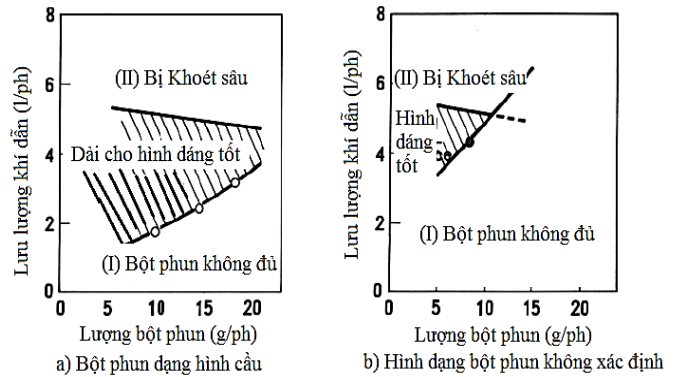 Lưu lượng khí dẫn (l/ph)
8
6
4
2
0
(II) Bị Khoét sâu
Dải cho hình dáng tốt
(I) Bột phun không đủ
0 5 10 15 20
Lượng bột phun (g/ph)
a) Bột phun dạng hình cầu
Lưu lượng khí dẫn (l/ph)
8
6
4
2
0
(II) Bị Khoét sâu
Hình
dáng
tốt
(I) Bột phun không đủ
0 5 10 15 20
Lượng bột phun (g/ph)
b) Hình dạng bột phun không xác định